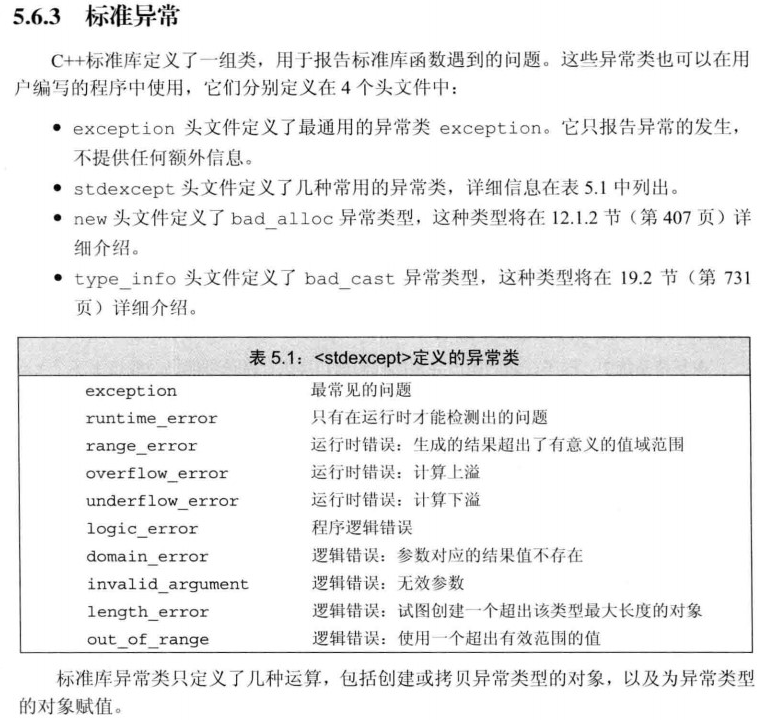 5.6.3 标准异常
C++标准库定义了一组类，用于报告标准库函数遇到的问题。这些异常类也可以在用
户编写的程序中使用，它们分别定义在 4 个头文件中：
● exception 头文件定义了最通用的异常类 exception。它只报告异常的发生，
不提供任何额外信息。
● stdexcept 头文件定义了几种常用的异常类，详细信息在表 5.1 中列出。
● new 头文件定义了 bad_alloc 异常类型，这种类型将在 12.1.2 节（第 407 页）详
细介绍。
● type_info 头文件定义了 bad_cast 异常类型，这种类型将在 19.2 节（第 731
页）详细介绍。
表 5.1：<stdexcept>定义的异常类
exception 最常见的问题
runtime_error 只有在运行时才能检测出的问题
range_error 运行时错误：生成的结果超出了有意义的值域范围
overflow_error 运行时错误：计算上溢
underflow_error 运行时错误：计算下溢
logic_error 程序逻辑错误
domain_error 逻辑错误：参数对应的结果值不存在
invalid_argument 逻辑错误：无效参数
length_error 逻辑错误：试图创建一个超出该类型最大长度的对象
out_of_range 逻辑错误：使用一个超出有效范围的值
标准库异常类只定义了几种运算，包括创建或拷贝异常类型的对象，以及为异常类型
的对象赋值。